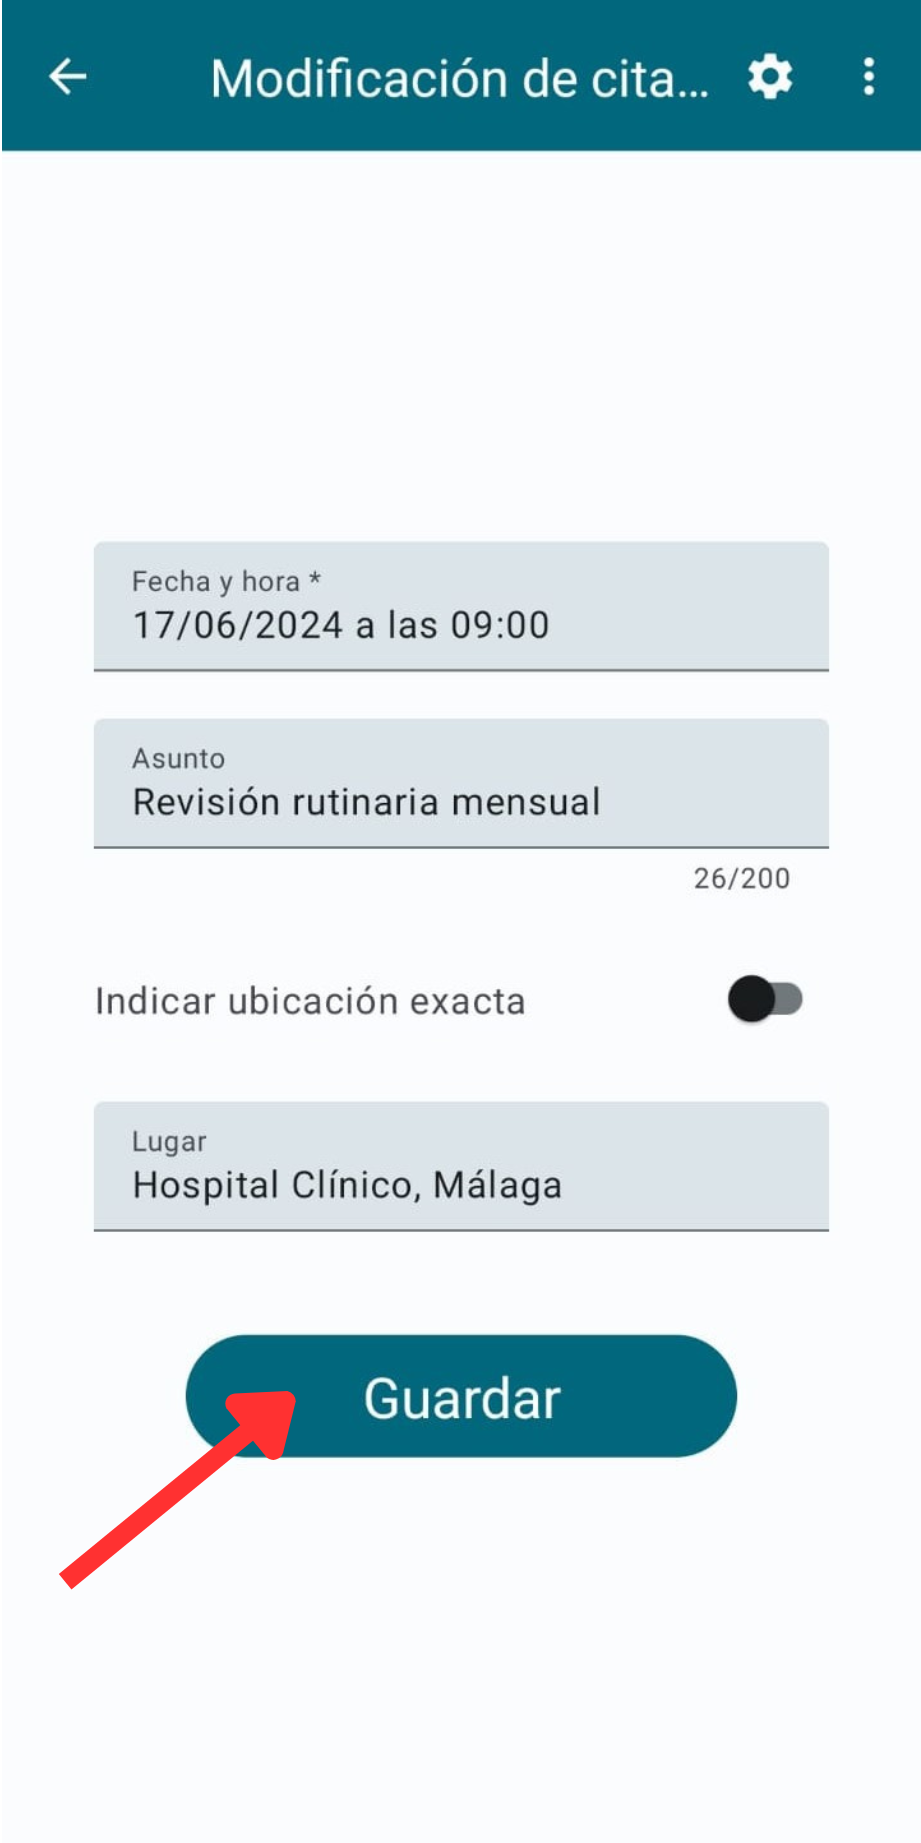 Modificación de cita...
Fecha y hora *
17/06/2024 a las 09:00
Asunto
Revisión rutinaria mensual
26/200
Indicar ubicación exacta
Lugar
Hospital Clínico, Málaga
Guardar